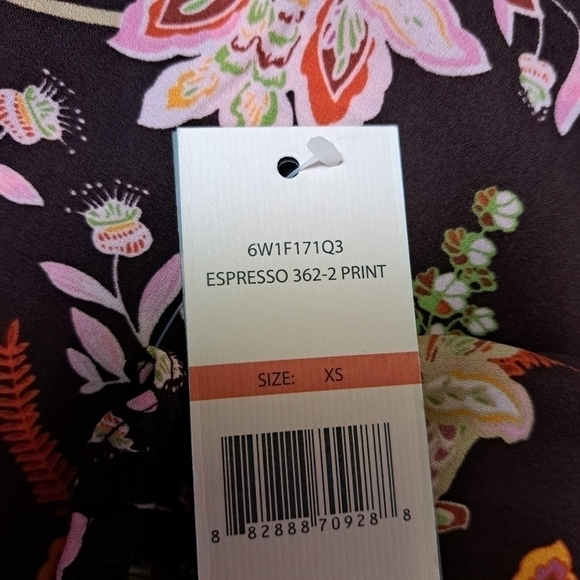 6W1F171Q3
ESPRESSO 362-2 PRINT
SIZE: XS
8 82888 70928 8